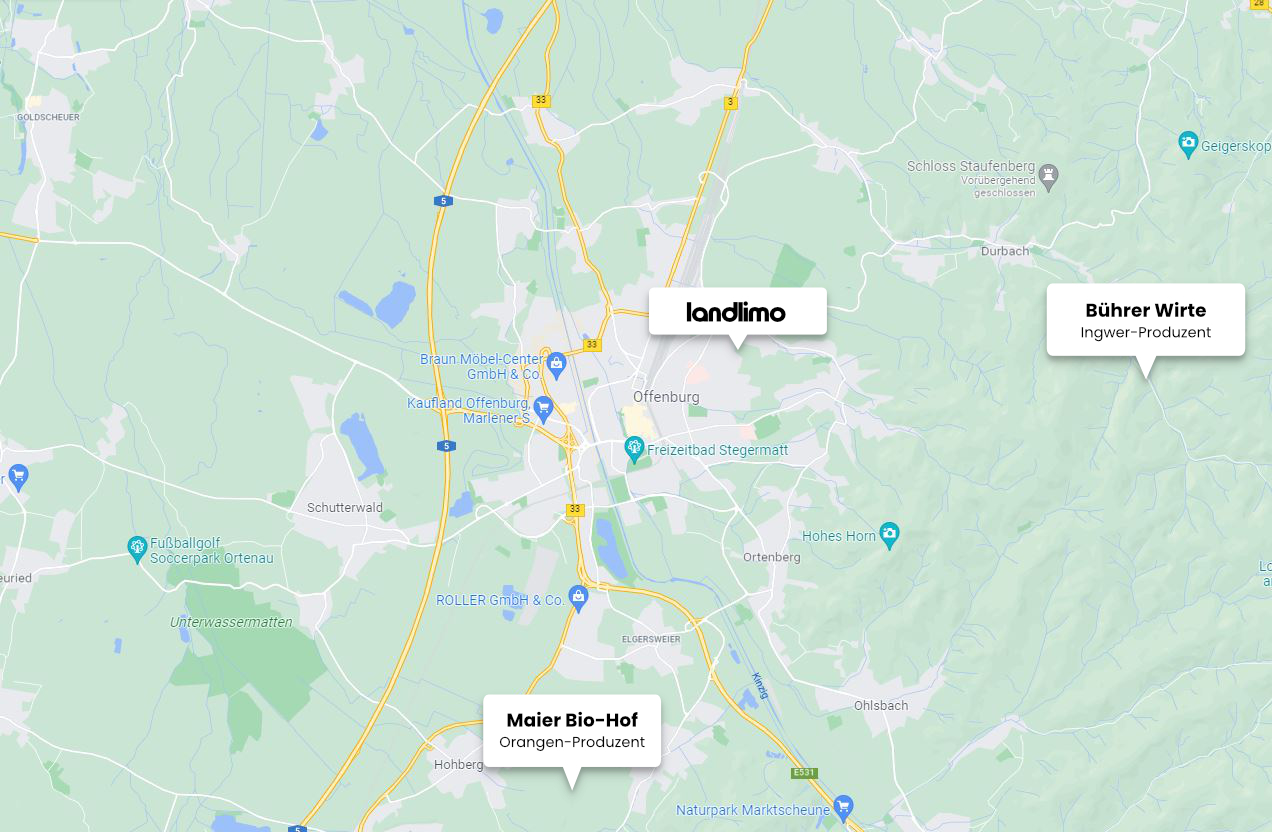 28
33
3
GOLDSCHEUER
Schloss Staufenberg
Vorübergehend
geschlossen
5
Durbach
landlimo
Bührer Wirte
Ingwer-Produzent
33
Braun Möbel-Center
GmbH & Co.
Kaufland Offenburg,
Marlener S
Offenburg
5
Freizeitbad Stegermatt
Schutterwald
33
Hohes Horn
Fußballgolf
Soccerpark Ortenau
Ortenberg
ROLLER GmbH & Co.
Unterwassermatten
ELGERSWEIER
Kinzig
Ohlsbach
Maier Bio-Hof
Orangen-Produzent
Hohberg
E531
Naturpark Marktscheune
5